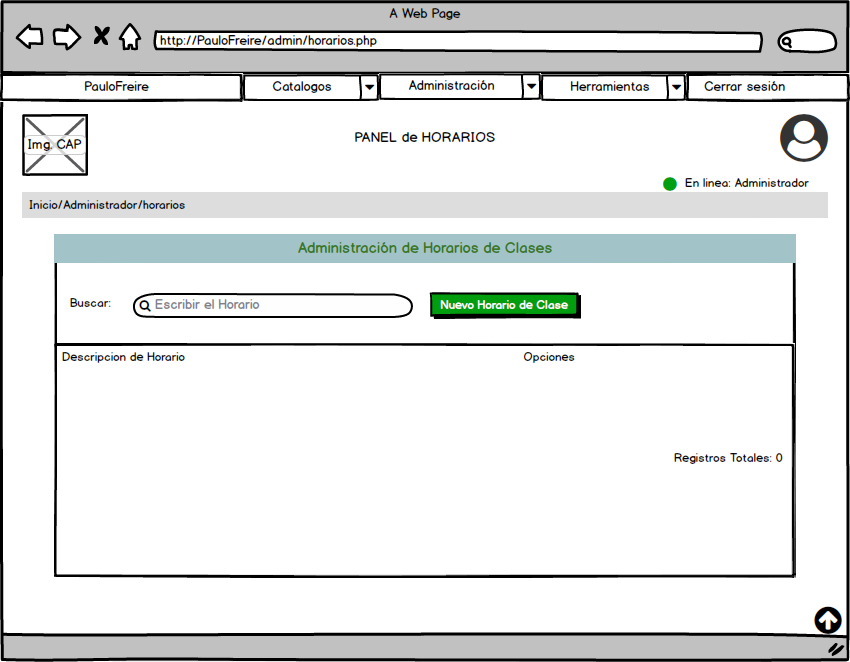 A Web Page
http://PauloFreire/admin/horarios.php
PauloFreire Catalogos Administración Herramientas Cerrar sesión
Img. CAP
PANEL de HORARIOS
En linea: Administrador
Inicio/Administrador/horarios
Administración de Horarios de Clases
Buscar: Escribir el Horario Nuevo Horario de Clase
Descripcion de Horario Opciones
Registros Totales: 0